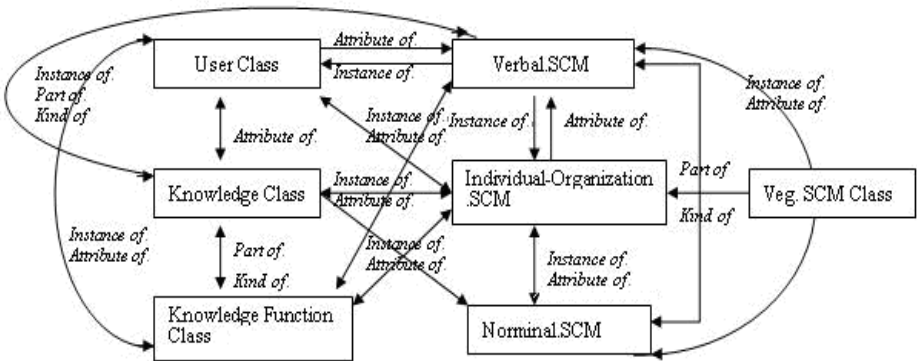 Attribute of.
User Class
Verbal.SCM
Instance of.
Instance of.
Part of.
Kind of.
Instance of.
Attribute of.
Instance of.
Attribute of.
Instance of.
Attribute of.
Attribute of.
Knowledge Class
Instance of.
Attribute of.
Individual-Organization
.SCM
Part of
Kind of
Veg. SCM Class
Instance of.
Attribute of.
Part of.
Kind of.
Instance of.
Attribute of.
Instance of.
Attribute of.
Knowledge Function
Class
Norminal.SCM